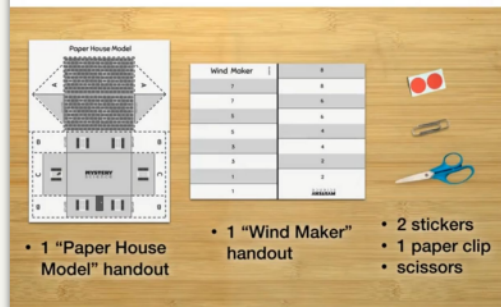 Paper House Model
A
A
B
B
C
C
MYSTERY
B
B
Wind Maker
7
7
5
5
3
3
1
1
8
8
6
6
4
4
2
2
• 1 "Paper House
Model" handout
• 1 "Wind Maker"
handout
• 2 stickers
• 1 paper clip
• scissors